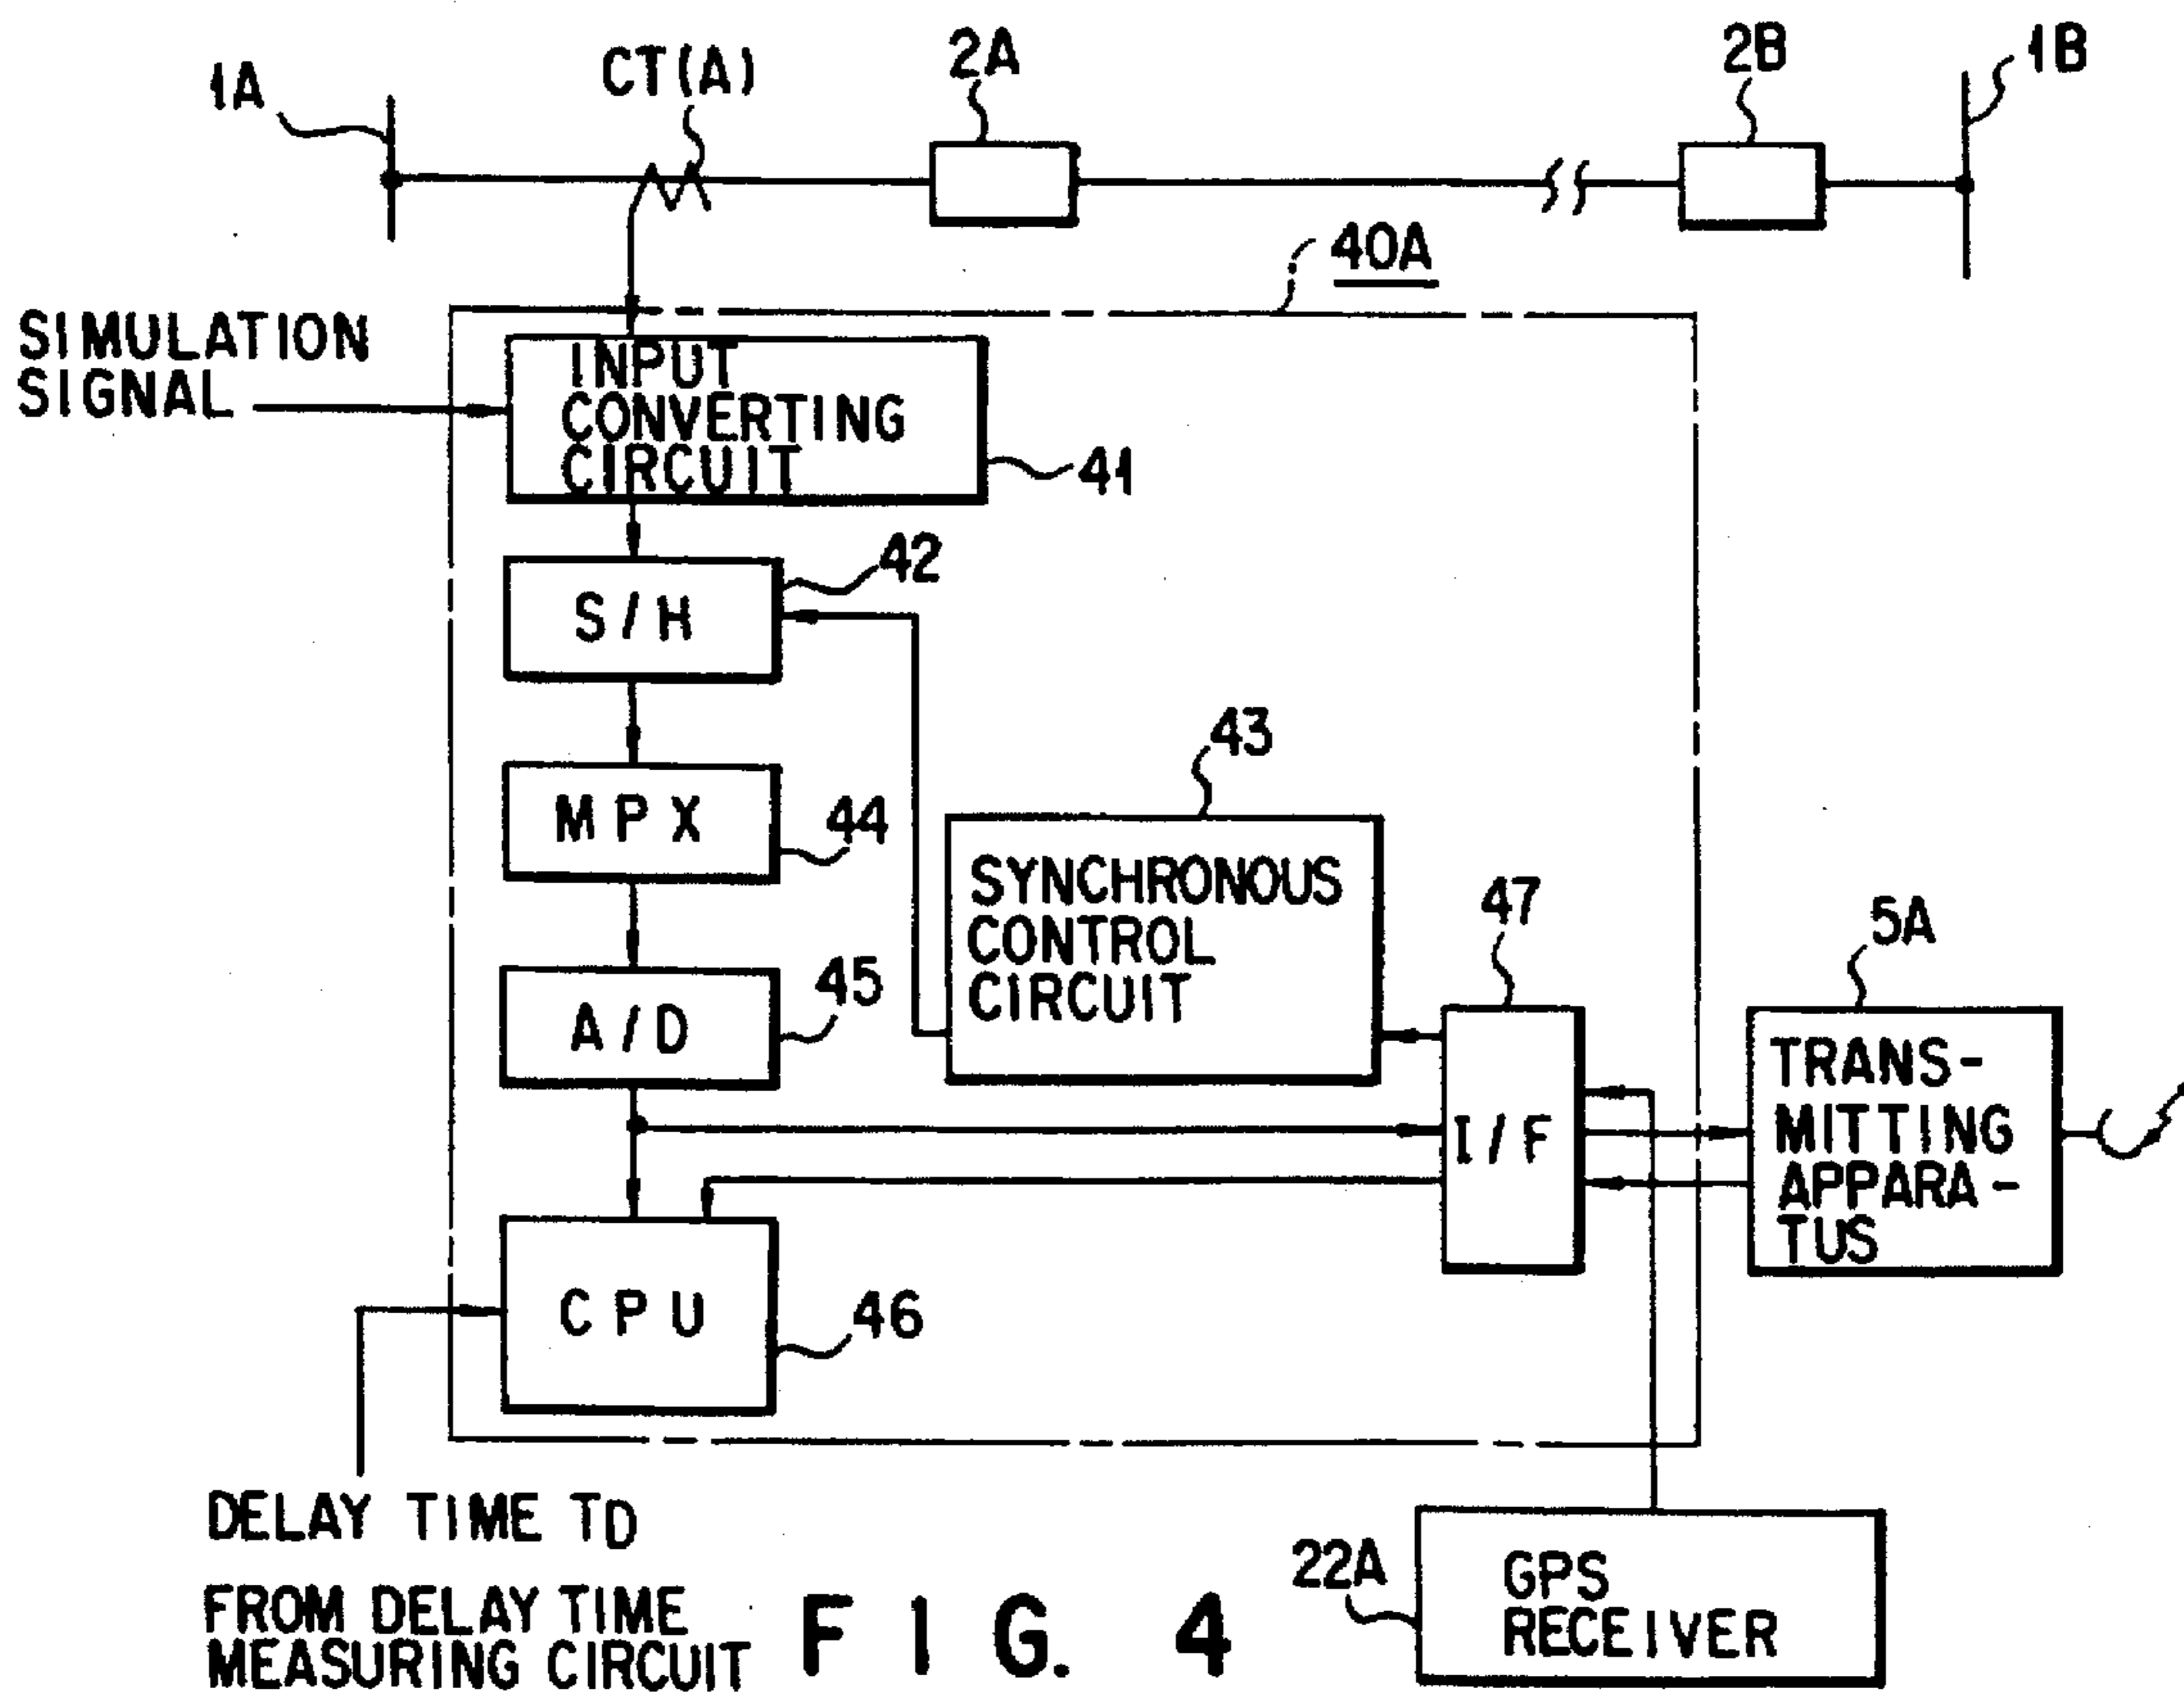 1A
CT(A)
2A
2B
1B
40A
SIMULATION
SIGNAL
INPUT
CONVERTING
CIRCUIT
41
42
S/H
43
MPX
44
SYNCHRONOUS
CONTROL
CIRCUIT
47
5A
45
A/D
I/F
TRANS-
MITTING
APPARA-
TUS
CPU
46
DELAY TIME TD
FROM DELAY TIME
MEASURING CIRCUIT
FIG. 4
22A
GPS
RECEIVER